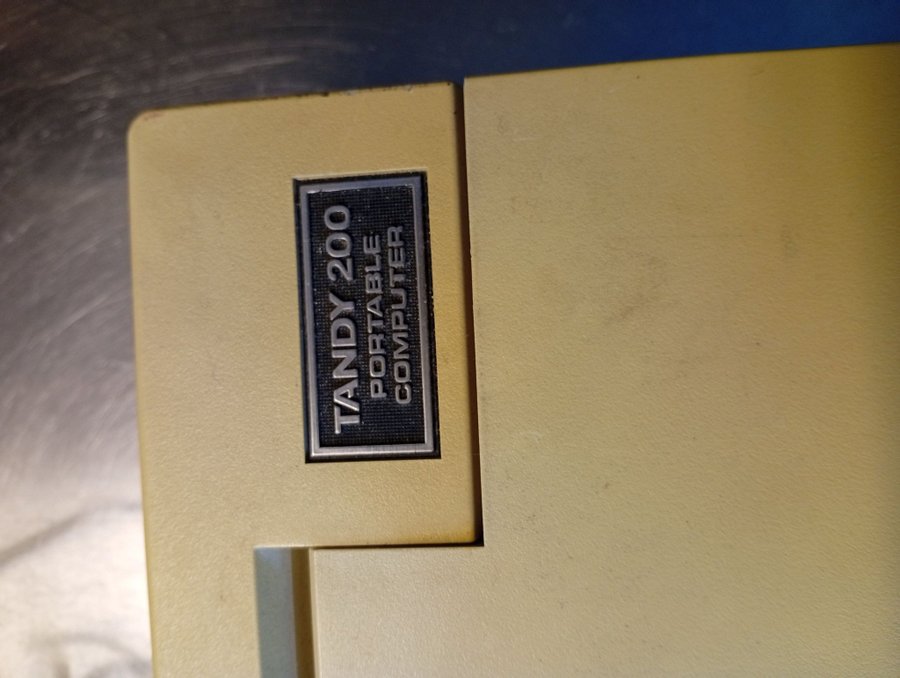 TANDY 200
PORTABLE
COMPUTER